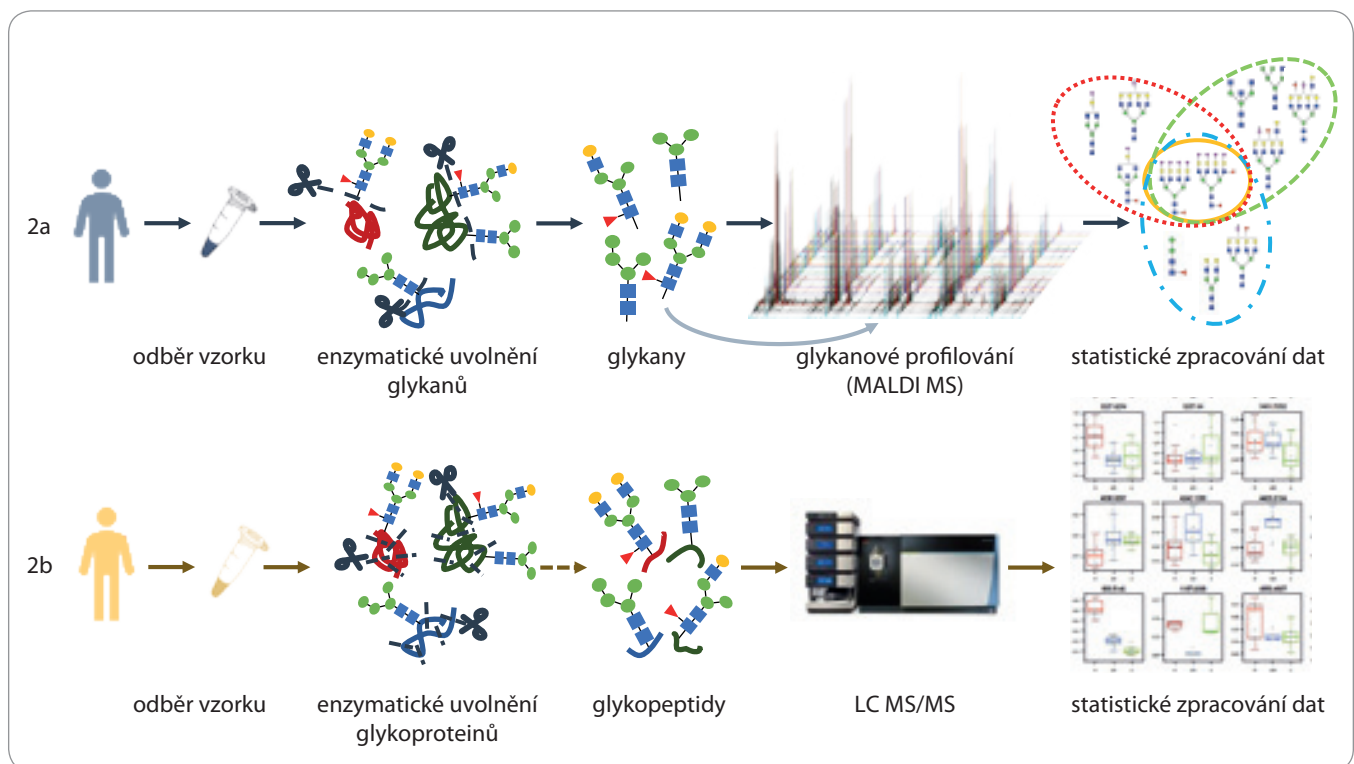 2a
odběr vzorku
enzymatické uvolnění
glykanů
glykany
glykanové profilování
(MALDI MS)
statistické zpracování dat
2b
odběr vzorku
enzymatické uvolnění
glykoproteinů
glykopeptidy
LC MS/MS
statistické zpracování dat